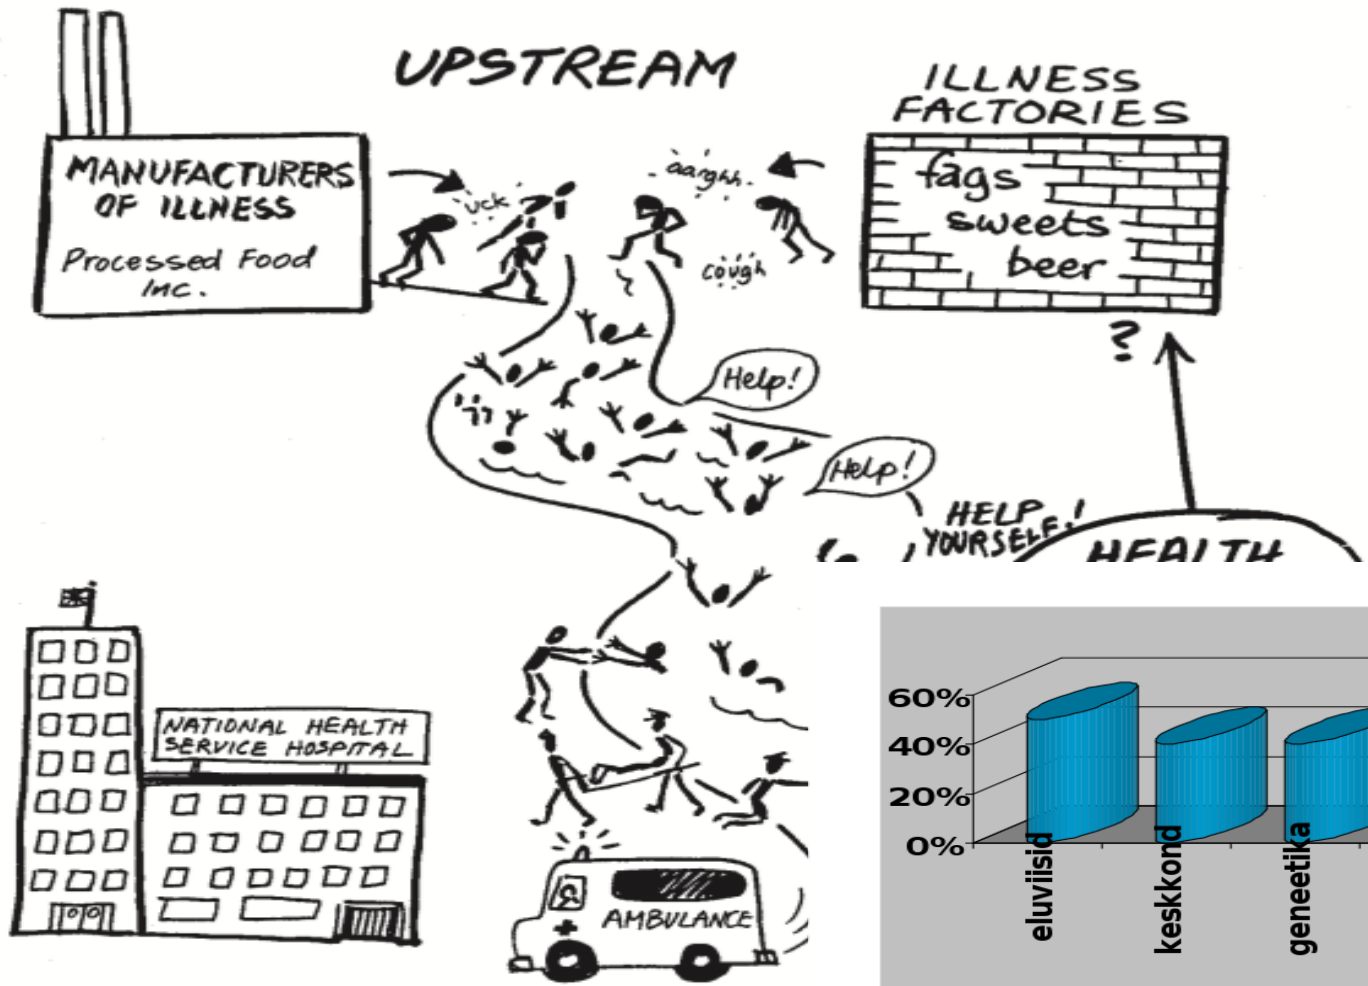 UPSTREAM
ILLNESS
FACTORIES
MANUFACTURERS
OF ILLNESS
Processed Food
Inc.
uck
aarghh
cough
fags
sweets
beer
?
Help!
Help!
HELP
YOURSELF!
HEALTH
NATIONAL HEALTH
SERVICE HOSPITAL
AMBULANCE
60%
40%
20%
0%
eluviisid
keskkond
geneetika